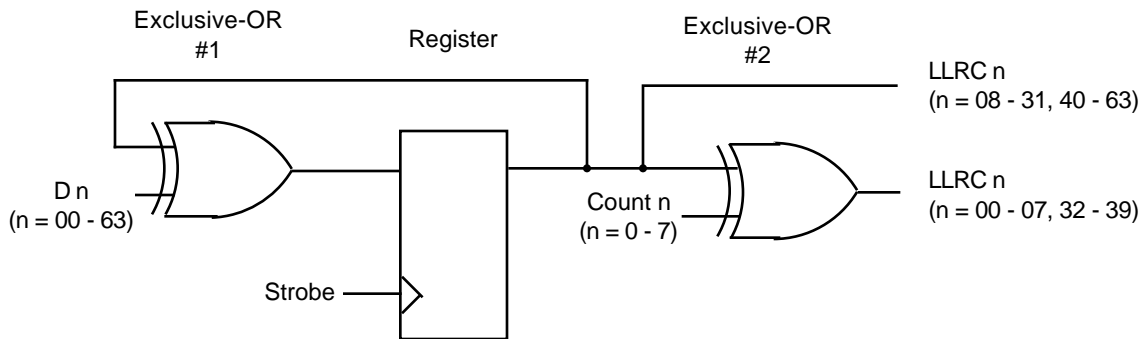 Exclusive-OR
#1
Register
Exclusive-OR
#2
LLRC n
(n = 08 - 31, 40 - 63)
D n
(n = 00 - 63)
Count n
(n = 0 - 7)
LLRC n
(n = 00 - 07, 32 - 39)
Strobe